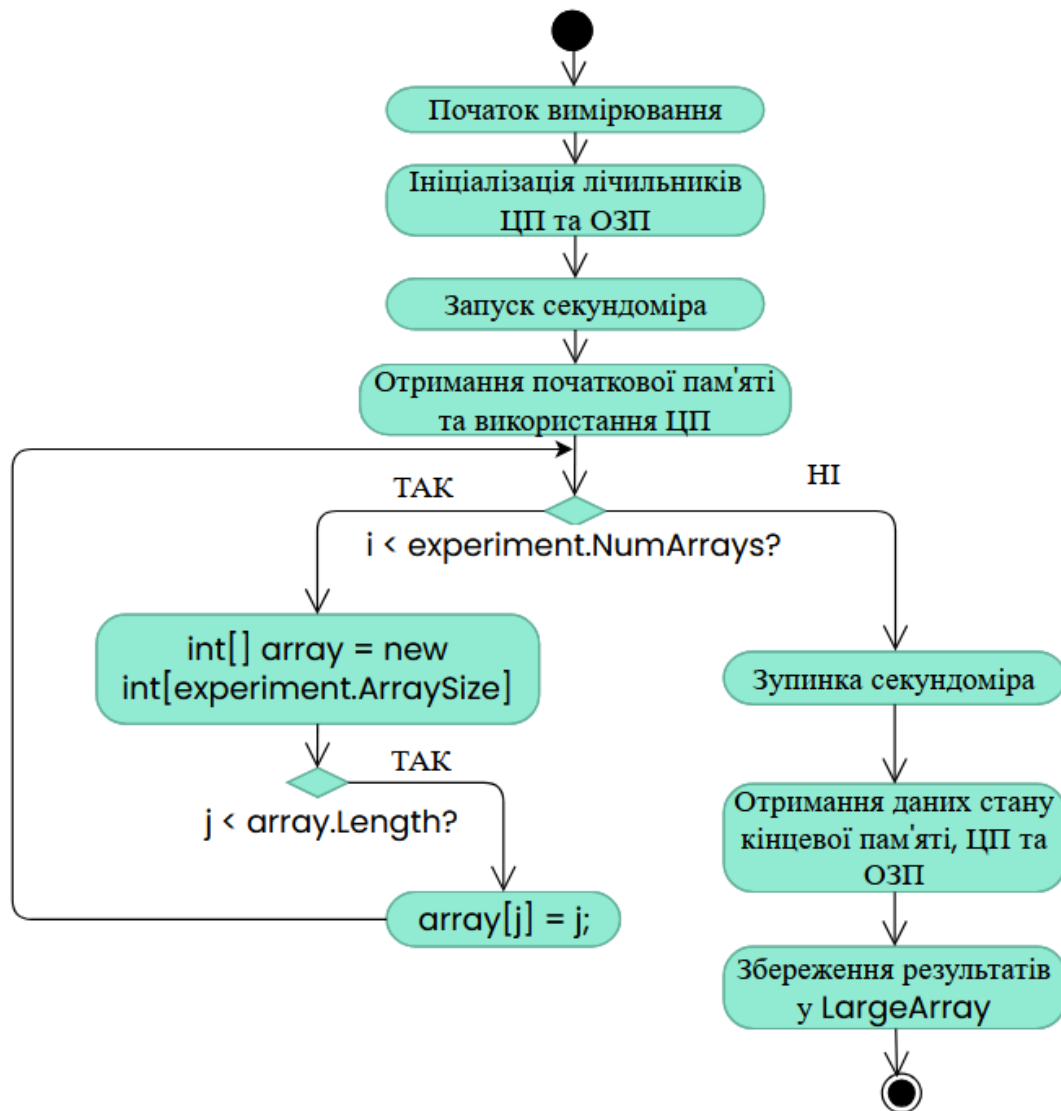 Початок вимірювання
Ініціалізація лічильників
ЦП та ОЗП
Запуск секундоміра
Отримання початкової пам'яті
та використання ЦП
ТАК
НІ
i < experiment.NumArrays?
int[] array = new
int[experiment.ArraySize]
Зупинка секундоміра
ТАК
j < array.Length?
Отримання даних стану
кінцевої пам'яті, ЦП та
ОЗП
array[j] = j;
Збереження результатів
у LargeArray